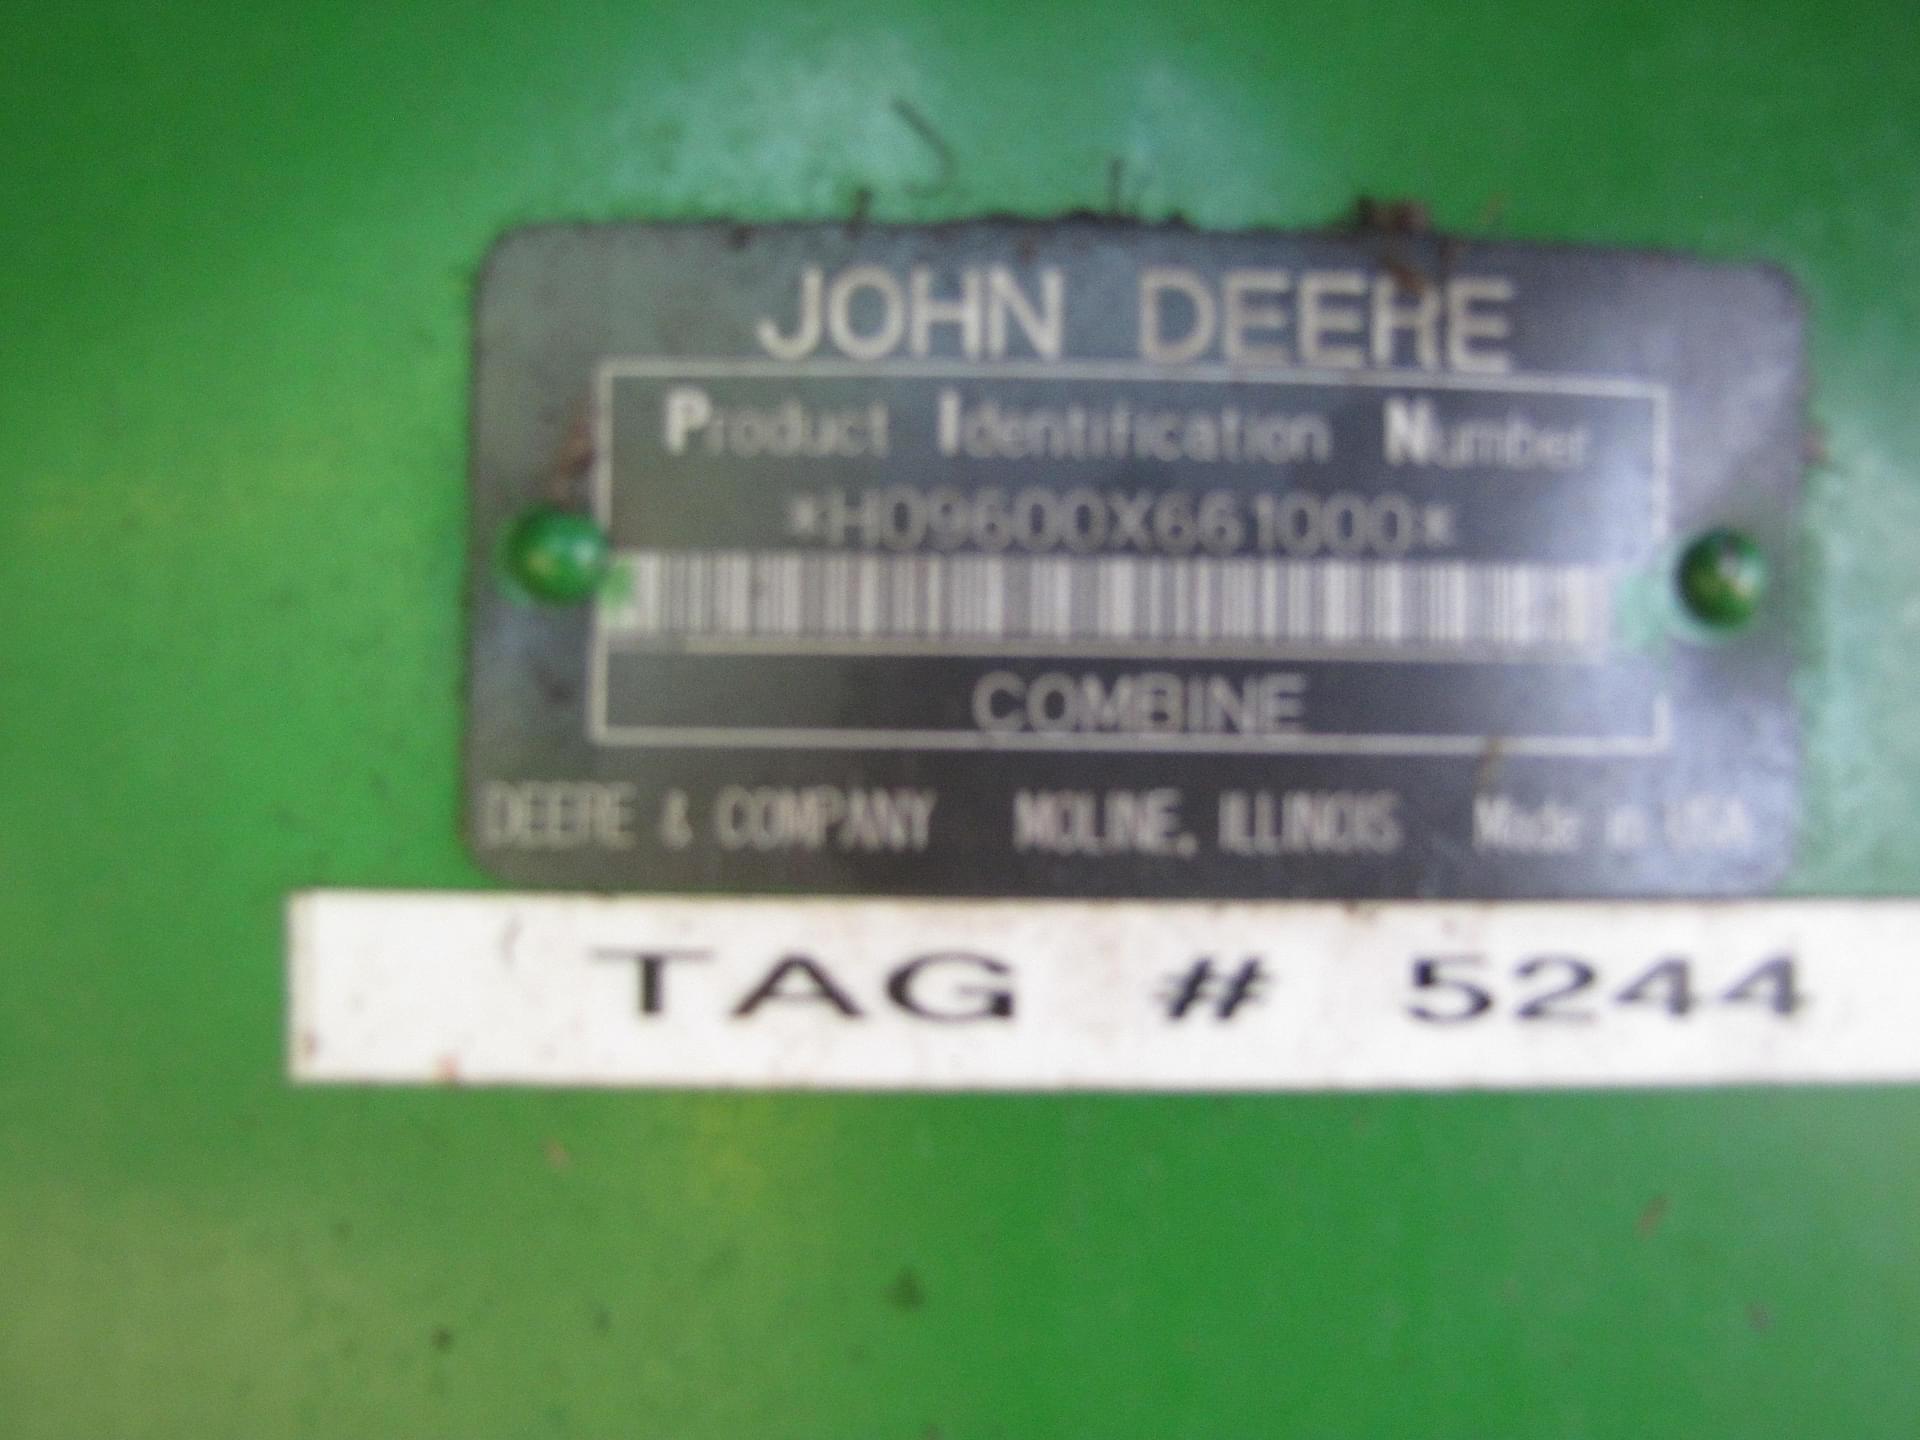 JOHN DEERE
Product Identification Number
*H09600X661000*
COMBINE
DEERE & COMPANY MOLINE, ILLINOIS Made in USA
TAG # 5244